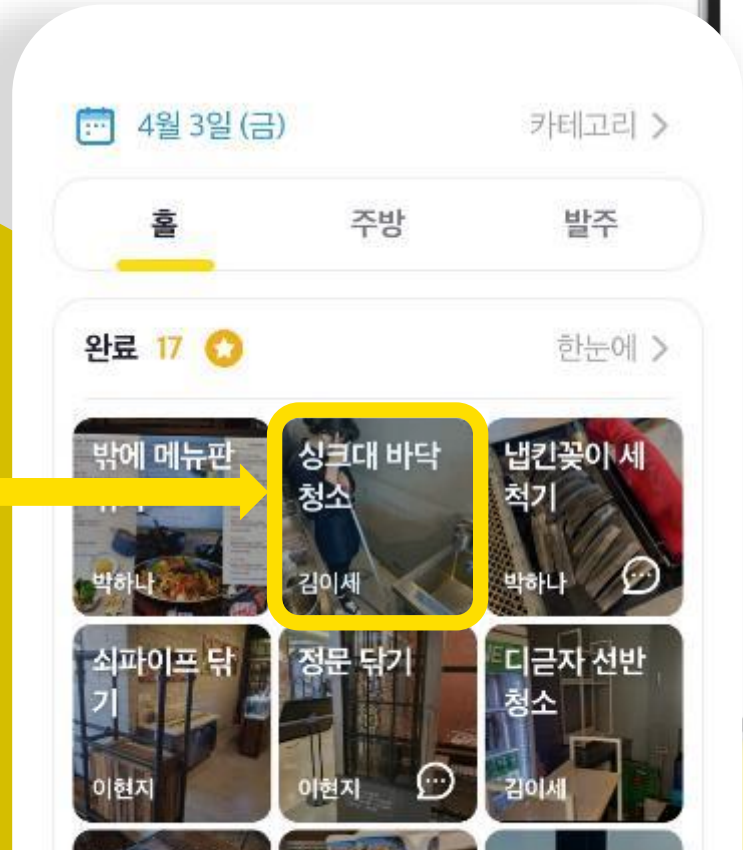 4월 3일 (금)
카테고리 >
홀
주방
발주
완료 17
한눈에 >
밖에 메뉴판
박하나
싱크대 바닥
청소
김이세
냅킨꽂이 세
척기
박하나
쇠파이프 닦
기
이현지
정문 닦기
이현지
디귿자 선반
청소
김이세